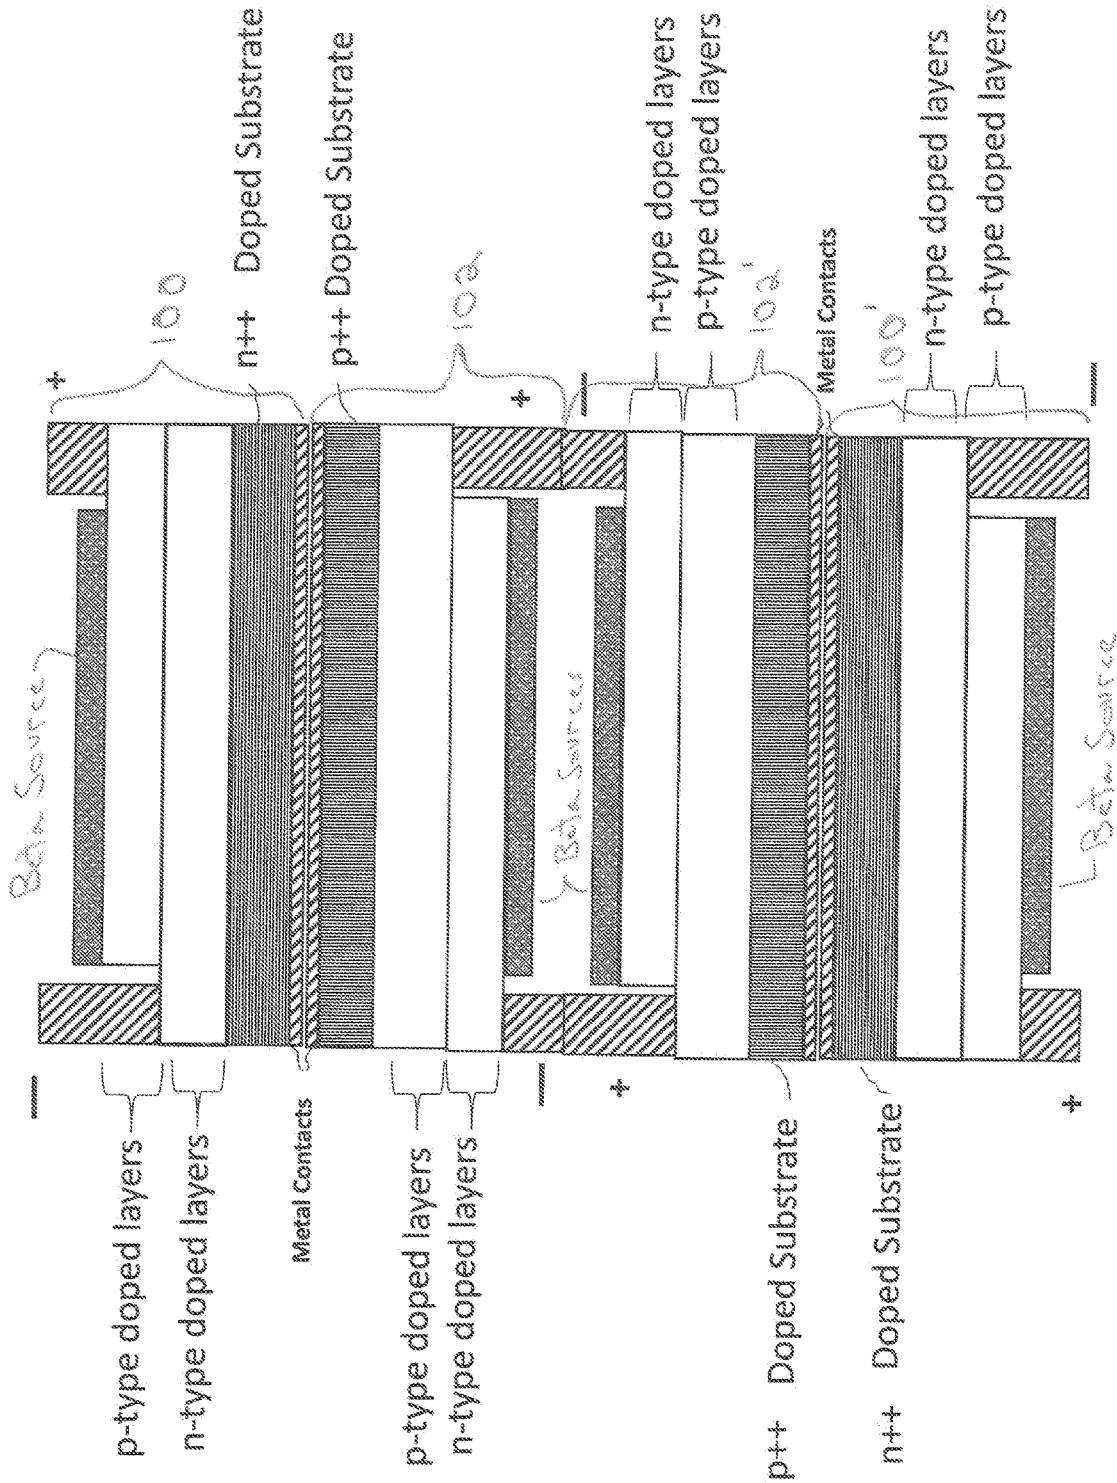 Beta Source
−
+
p-type doped layers
n-type doped layers
100
n++ Doped Substrate
Metal Contacts
p++ Doped Substrate
p-type doped layers
n-type doped layers
102
+
−
Beta Sources
−
+
n-type doped layers
p-type doped layers
102'
p++ Doped Substrate
Metal Contacts
n++ Doped Substrate
100'
n-type doped layers
p-type doped layers
−
+
Beta Source